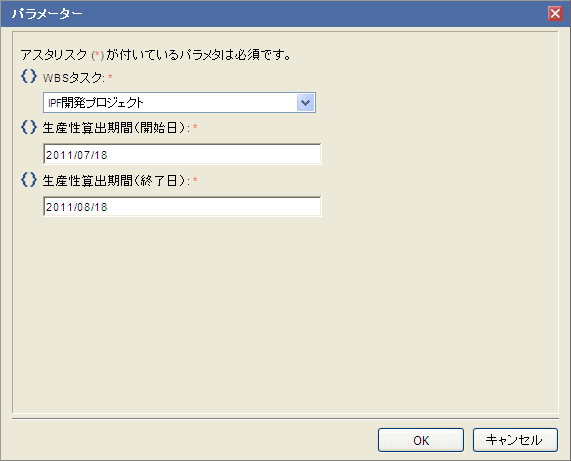 パラメーター
アスタリスク (*) が付いているパラメタは必須です。
WBSタスク: *
IPF開発プロジェクト
生産性算出期間(開始日): *
2011/07/18
生産性算出期間(終了日): *
2011/08/18
OK
キャンセル